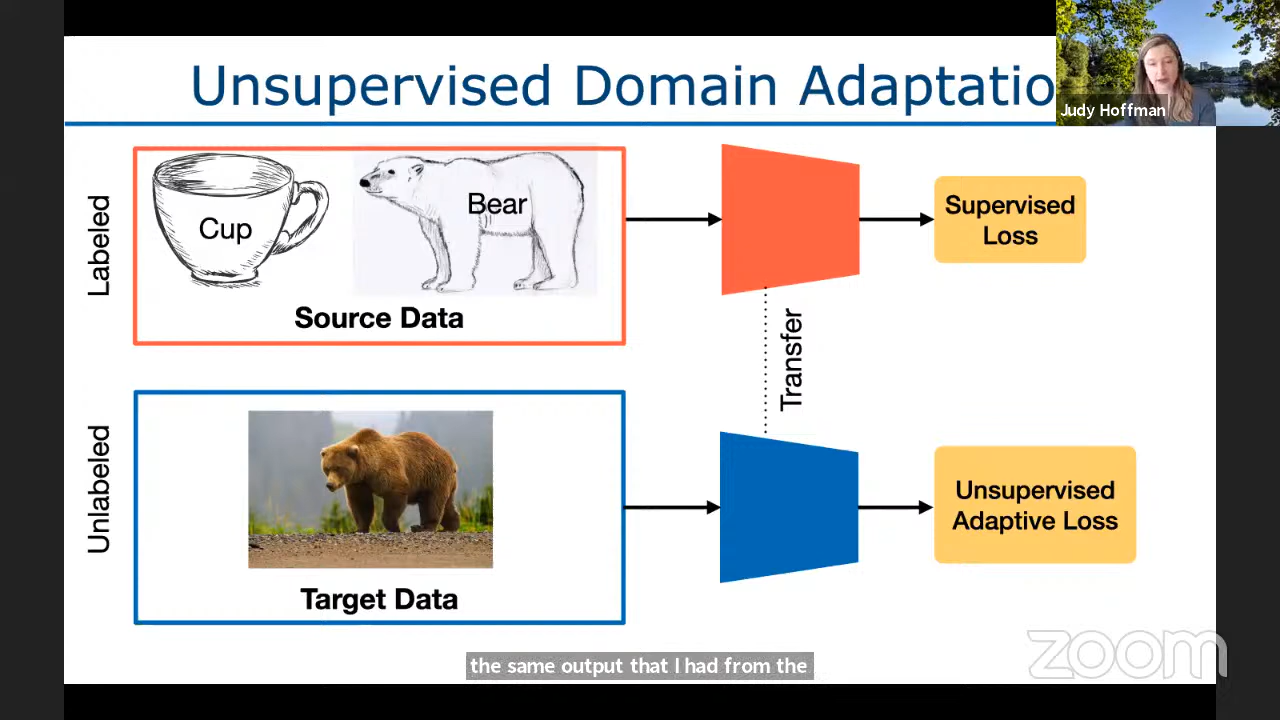 Unsupervised Domain Adaptatio
Judy Hoffman
Labeled
Cup
Bear
Source Data
Supervised
Loss
Transfer
Unlabeled
Target Data
Unsupervised
Adaptive Loss
zoom
the same output that I had from the